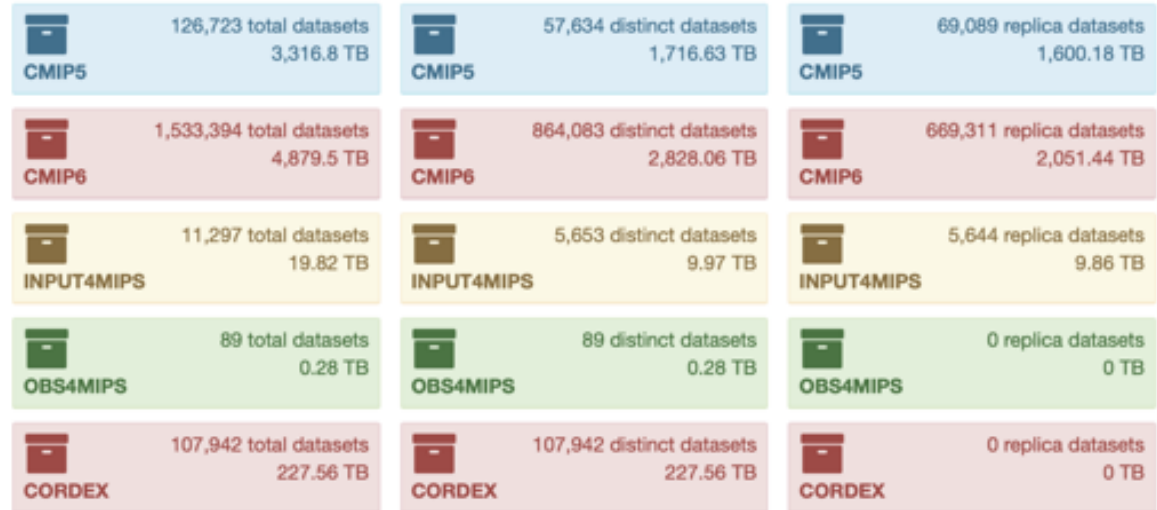 126,723 total datasets
3,316.8 TB
CMIP5
57,634 distinct datasets
1,716.63 TB
CMIP5
69,089 replica datasets
1,600.18 TB
CMIP5
1,533,394 total datasets
4,879.5 TB
CMIP6
864,083 distinct datasets
2,828.06 TB
CMIP6
669,311 replica datasets
2,051.44 TB
CMIP6
11,297 total datasets
19.82 TB
INPUT4MIPS
5,653 distinct datasets
9.97 TB
INPUT4MIPS
5,644 replica datasets
9.86 TB
INPUT4MIPS
89 total datasets
0.28 TB
OBS4MIPS
89 distinct datasets
0.28 TB
OBS4MIPS
0 replica datasets
0 TB
OBS4MIPS
107,942 total datasets
227.56 TB
CORDEX
107,942 distinct datasets
227.56 TB
CORDEX
0 replica datasets
0 TB
CORDEX